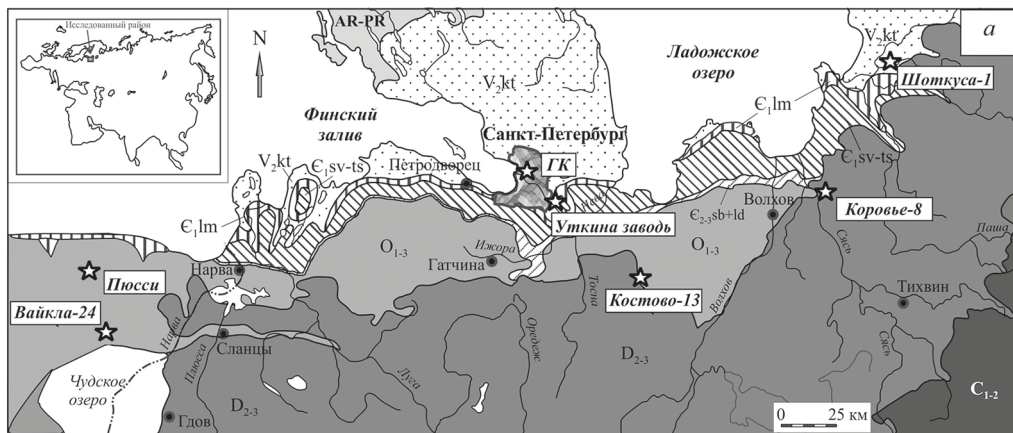 Исследованный район
а
AR-PR
N
V₂kt
Ладожское
озеро
V₂kt
Шоткуса-1
Є₁lm
Финский
залив
Санкт-Петербург
V₂kt
Є₁sv-ts
Петродворец
ГК
Є₁sv-ts
Нева
Волхов
Коровье-8
Є₁lm
Уткина заводь
Є₂₋₃sb+ld
O₁₋₃
Ижора
O₁₋₃
Сясь
Паша
Нарва
Гатчина
Пюсси
Тосна
Костово-13
Волхов
Тихвин
Вайкла-24
Нарва
Плюсса
Сланцы
Оредеж
Сясь
Луга
D₂₋₃
Чудское
озеро
D₂₋₃
C₁₋₂
Гдов
0 25 км